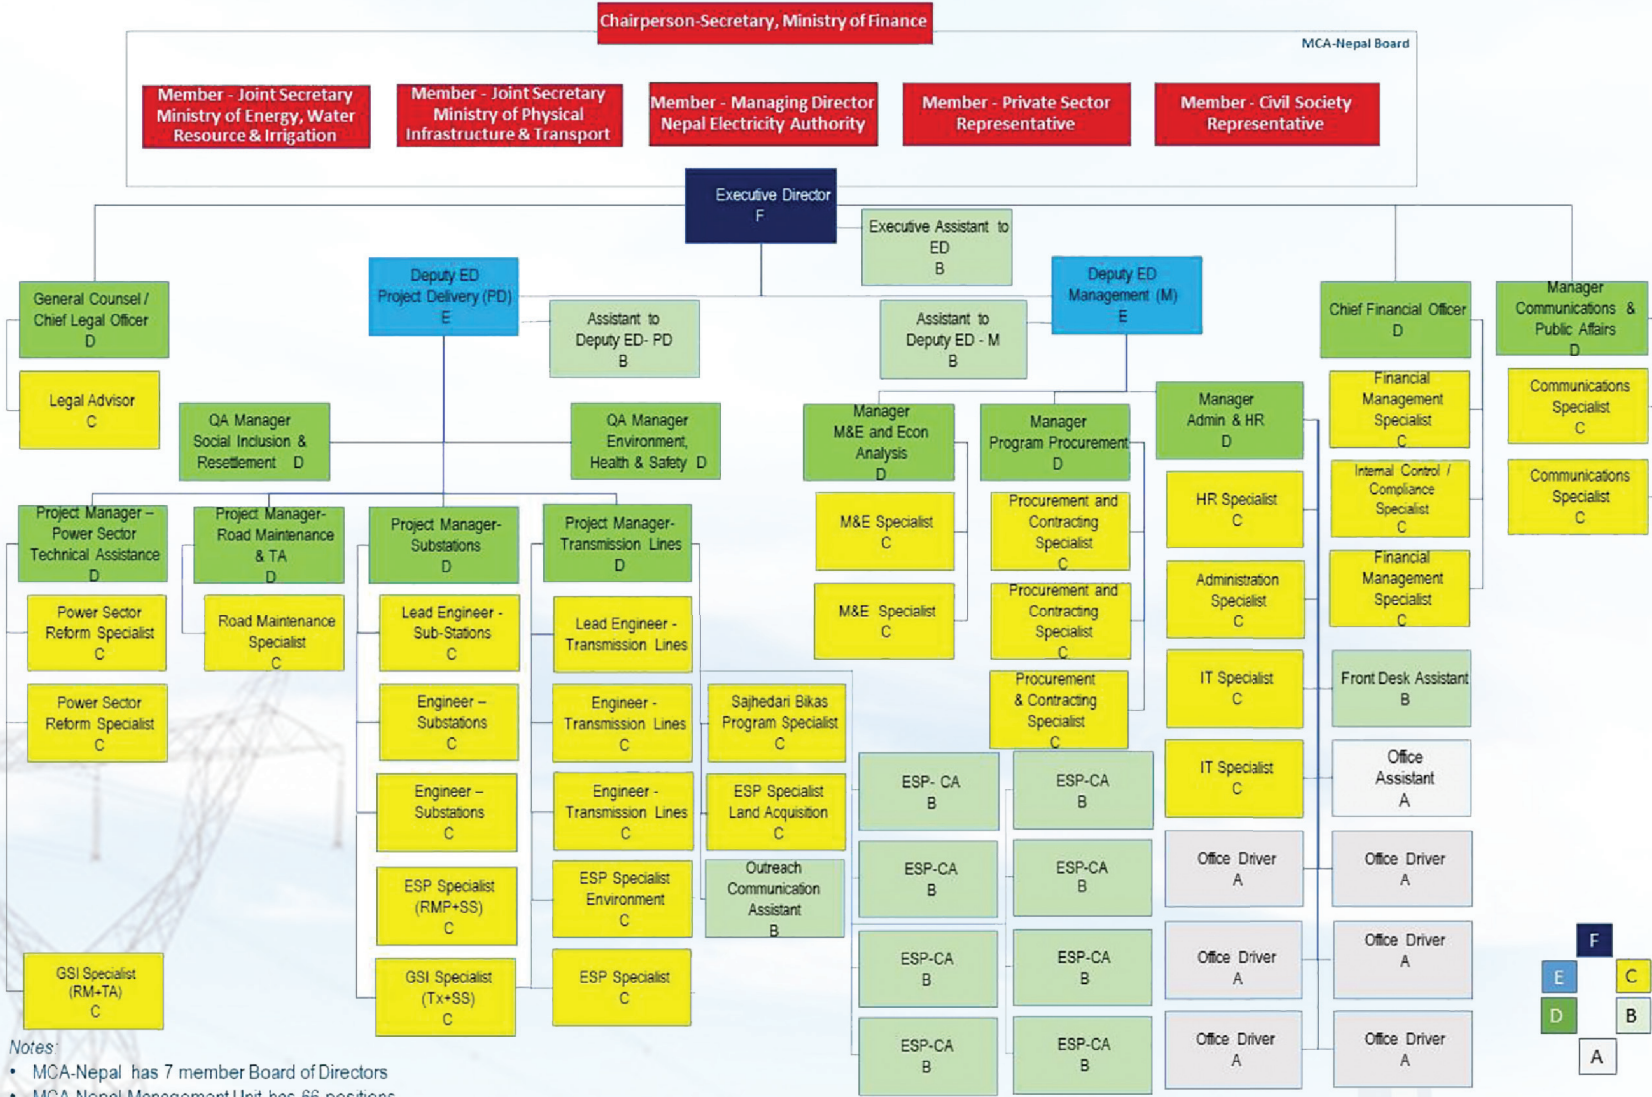 Chairperson-Secretary, Ministry of Finance
MCA-Nepal Board
Member - Joint Secretary
Ministry of Energy, Water
Resource & Irrigation
Member - Joint Secretary
Ministry of Physical
Infrastructure & Transport
Member - Managing Director
Nepal Electricity Authority
Member - Private Sector
Representative
Member - Civil Society
Representative
Executive Director
F
Executive Assistant to
ED
B
General Counsel /
Chief Legal Officer
D
Legal Advisor
C
Deputy ED
Project Delivery (PD)
E
Assistant to
Deputy ED- PD
B
Assistant to
Deputy ED - M
B
Deputy ED
Management (M)
E
Chief Financial Officer
D
Manager
Communications &
Public Affairs
D
QA Manager
Social Inclusion &
Resettlement D
QA Manager
Environment,
Health & Safety D
Manager
M&E and Econ
Analysis
D
Manager
Program Procurement
D
Manager
Admin & HR
D
Financial
Management
Specialist
C
Communications
Specialist
C
Internal Control /
Compliance
Specialist
C
Communications
Specialist
C
Financial
Management
Specialist
C
Project Manager –
Power Sector
Technical Assistance
D
Project Manager-
Road Maintenance
& TA
D
Project Manager-
Substations
D
Project Manager-
Transmission Lines
D
M&E Specialist
C
M&E Specialist
C
Procurement and
Contracting
Specialist
C
Procurement and
Contracting
Specialist
C
Procurement
& Contracting
Specialist
C
HR Specialist
C
Administration
Specialist
C
IT Specialist
C
IT Specialist
C
Front Desk Assistant
B
Office
Assistant
A
Power Sector
Reform Specialist
C
Power Sector
Reform Specialist
C
GSI Specialist
(RM+TA)
C
Road Maintenance
Specialist
C
Lead Engineer -
Sub-Stations
C
Engineer –
Substations
C
Engineer –
Substations
C
ESP Specialist
(RMP+SS)
C
GSI Specialist
(Tx+SS)
C
Lead Engineer -
Transmission Lines
Engineer -
Transmission Lines
C
Engineer -
Transmission Lines
C
ESP Specialist
Environment
C
ESP Specialist
C
Sajhedari Bikas
Program Specialist
C
ESP Specialist
Land Acquisition
C
Outreach
Communication
Assistant
B
ESP- CA
B
ESP-CA
B
ESP-CA
B
ESP-CA
B
ESP-CA
B
ESP-CA
B
ESP-CA
B
ESP-CA
B
Office Driver
A
Office Driver
A
Office Driver
A
Office Driver
A
Office Driver
A
Office Driver
A
F
E
C
D
B
A
Notes:
• MCA-Nepal has 7 member Board of Directors
• MCA-Nepal Management Unit has 66 positions